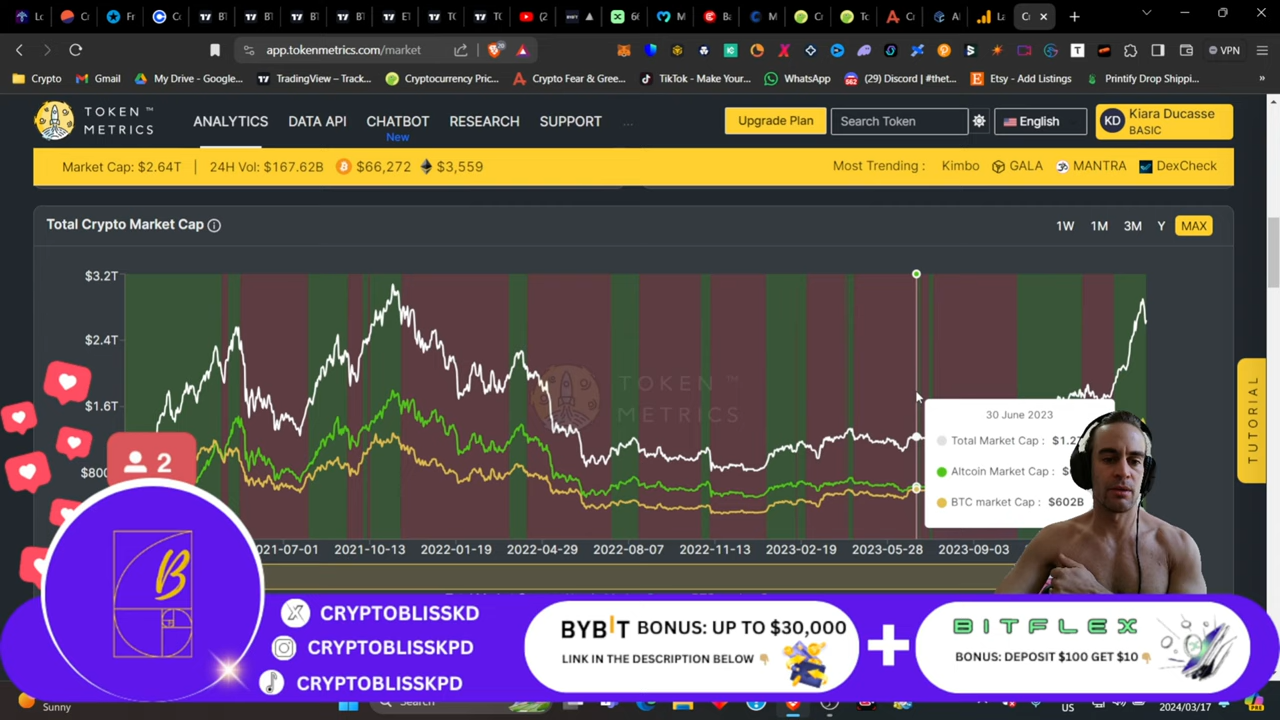 app.tokenmetrics.com/market
VPN
Crypto
Gmail
My Drive - Google...
TradingView – Track...
Cryptocurrency Pric...
Crypto Fear & Gree...
TikTok - Make Your...
WhatsApp
(29) Discord | #thet...
Etsy - Add Listings
Printify Drop Shippi...
TOKEN ™
METRICS
ANALYTICS
DATA API
CHATBOT
New
RESEARCH
SUPPORT
...
Upgrade Plan
Search Token
English
KD
Kiara Ducasse
BASIC
Market Cap: $2.64T
24H Vol: $167.62B
$66,272
$3,559
Most Trending :
Kimbo
GALA
MANTRA
DexCheck
Total Crypto Market Cap
1W
1M
3M
Y
MAX
$3.2T
$2.4T
$1.6T
TOKEN ™
METRICS
30 June 2023
Total Market Cap :
Altcoin Market Cap :
BTC market Cap : $602B
TUTORIAL
2
2021-07-01
2021-10-13
2022-01-19
2022-04-29
2022-08-07
2022-11-13
2023-02-19
2023-05-28
2023-09-03
B
X CRYPTOBLISSKD
CRYPTOBLISSKPD
CRYPTOBLISSKPD
BYBIT BONUS: UP TO $30,000
LINK IN THE DESCRIPTION BELOW
+
BITFLEX
BONUS: DEPOSIT $100 GET $10
Sunny
Search
US
2024/03/17